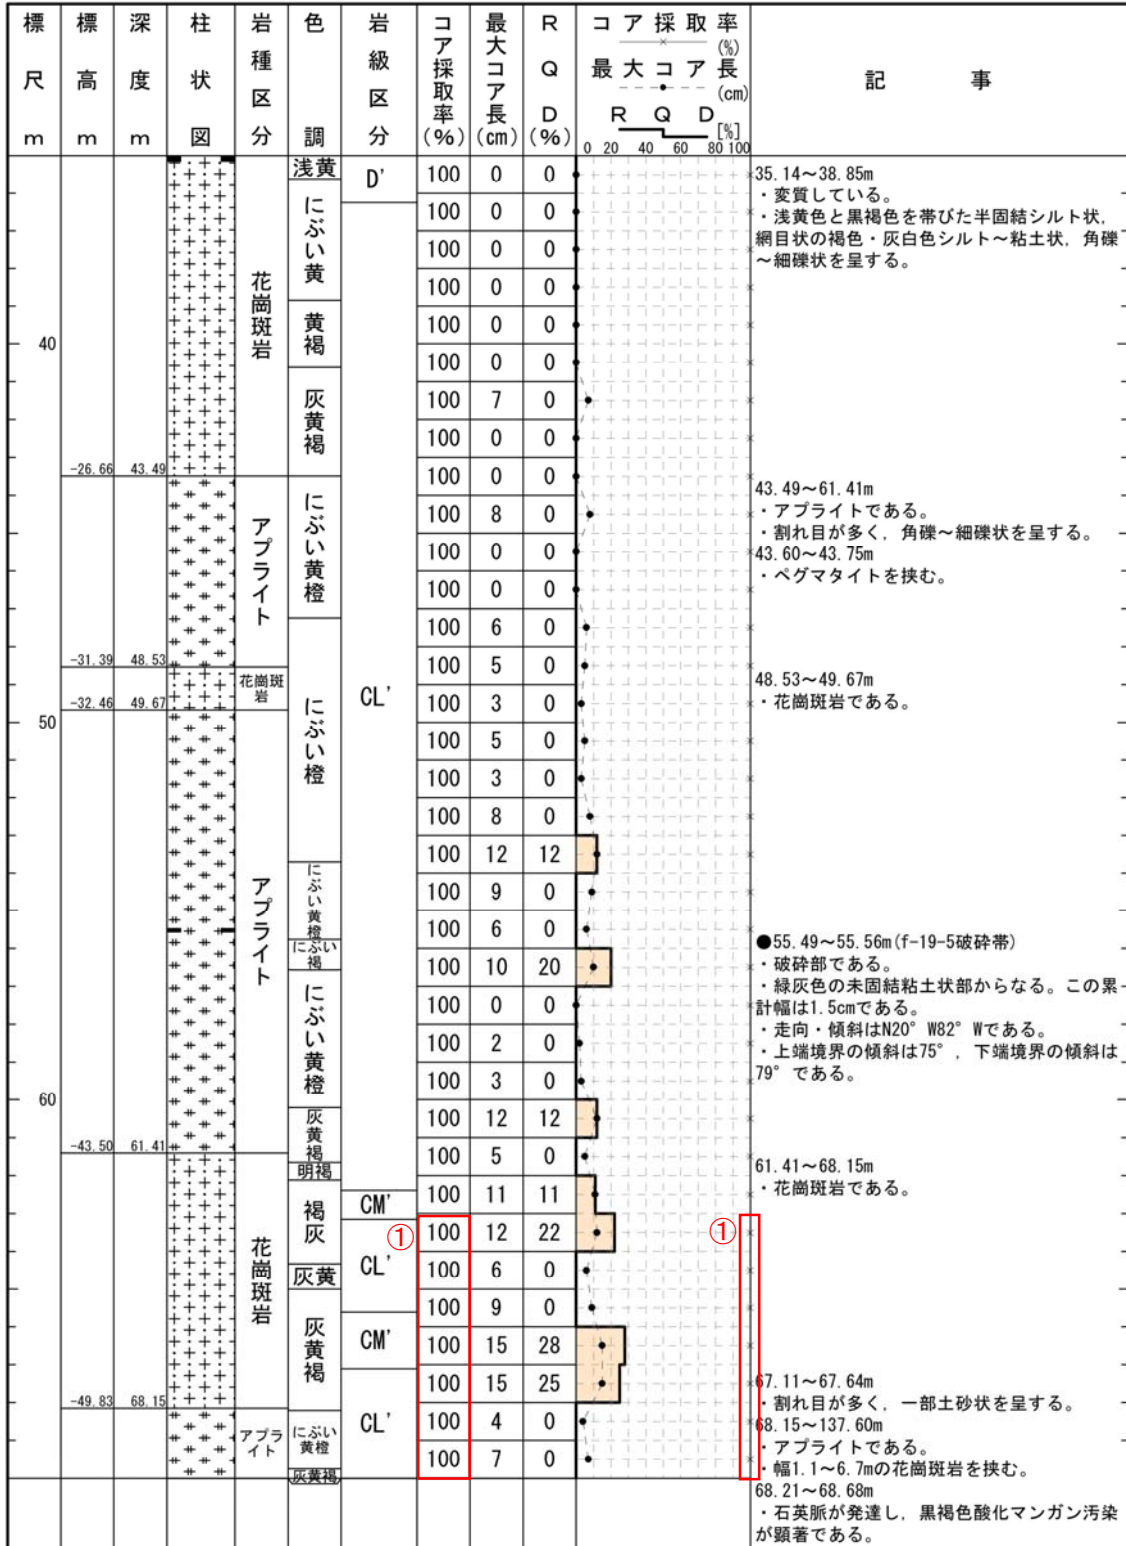 標尺 m
標高 m
深度 m
柱状図
岩種区分
色調
岩級区分
コア採取率(%)
最大コア長(cm)
RQD(%)
コア採取率(%)
最大コア長(cm)
RQD[%]
0 20 40 60 80 100
記事
40
50
60
-26.66 43.49
-31.39 48.53
-32.46 49.67
-43.50 61.41
-49.83 68.15
花崗斑岩
アプライト
花崗斑岩
アプライト
花崗斑岩
アプライト
浅黄
にぶい黄
黄褐
灰黄褐
にぶい黄橙
にぶい橙
にぶい黄橙
にぶい褐
にぶい黄橙
灰黄褐
明褐
褐灰
灰黄
灰黄褐
にぶい黄橙
灰黄褐
D'
CL'
CM'
CL'
CM'
CL'
100 0 0
100 0 0
100 0 0
100 0 0
100 0 0
100 0 0
100 7 0
100 0 0
100 0 0
100 8 0
100 0 0
100 0 0
100 6 0
100 5 0
100 3 0
100 5 0
100 3 0
100 8 0
100 12 12
100 9 0
100 6 0
100 10 20
100 0 0
100 2 0
100 3 0
100 12 12
100 5 0
100 11 11
① 100 12 22 ①
100 6 0
100 9 0
100 15 28
100 15 25
100 4 0
100 7 0
35.14～38.85m
・変質している。
・浅黄色と黒褐色を帯びた半固結シルト状，
網目状の褐色・灰白色シルト～粘土状，角礫
～細礫状を呈する。
43.49～61.41m
・アプライトである。
・割れ目が多く，角礫～細礫状を呈する。
43.60～43.75m
・ペグマタイトを挟む。
48.53～49.67m
・花崗斑岩である。
●55.49～55.56m(f-19-5破砕帯)
・破砕部である。
・緑灰色の未固結粘土状部からなる。この累
計幅は1.5cmである。
・走向・傾斜はN20°W82°Wである。
・上端境界の傾斜は75°，下端境界の傾斜は
79°である。
61.41～68.15m
・花崗斑岩である。
67.11～67.64m
・割れ目が多く，一部土砂状を呈する。
68.15～137.60m
・アプライトである。
・幅1.1～6.7mの花崗斑岩を挟む。
68.21～68.68m
・石英脈が発達し，黒褐色酸化マンガン汚染
が顕著である。